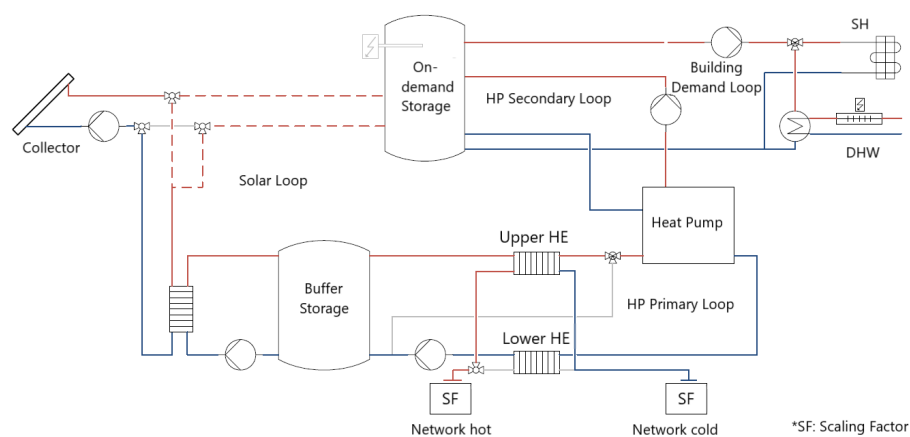 SH
On-
demand
Storage
Building
Demand Loop
HP Secondary Loop
Collector
DHW
Solar Loop
Heat Pump
Upper HE
Buffer
Storage
HP Primary Loop
Lower HE
SF
SF
Network hot
Network cold
*SF: Scaling Factor